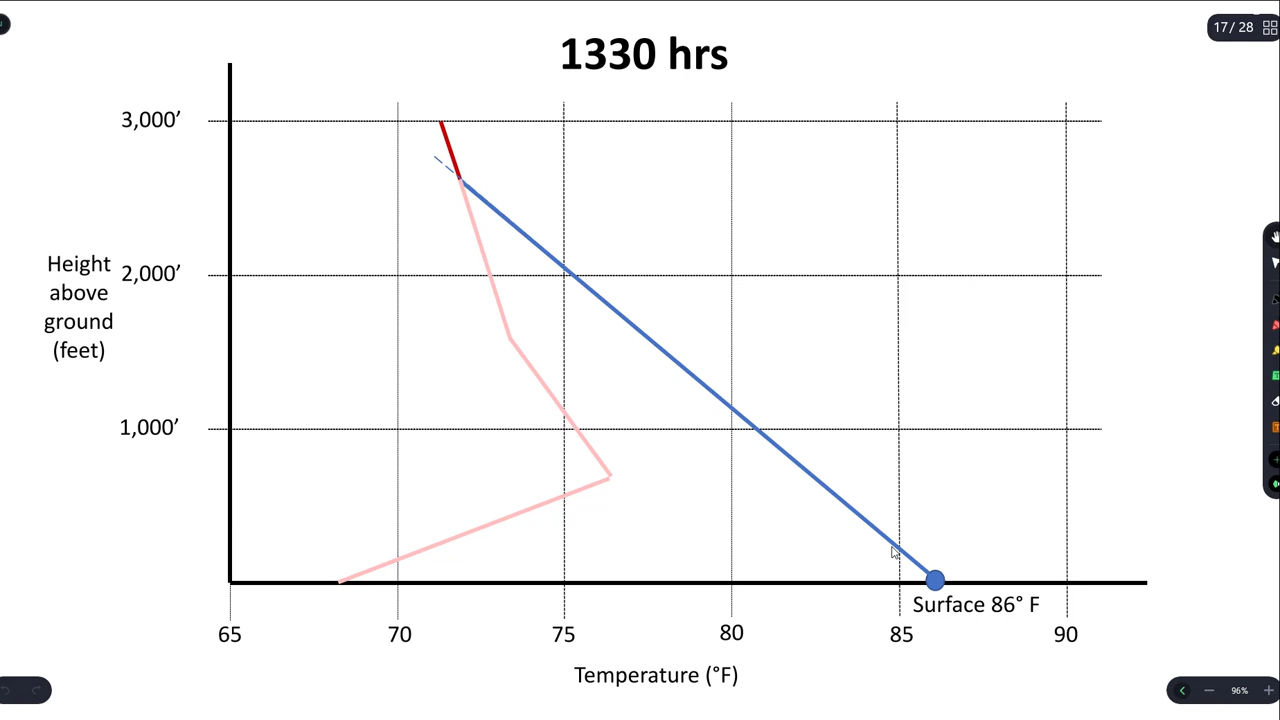 1330 hrs
17/ 28
3,000’
2,000’
1,000’
Height
above
ground
(feet)
Surface 86° F
65
70
75
80
85
90
Temperature (°F)
96%